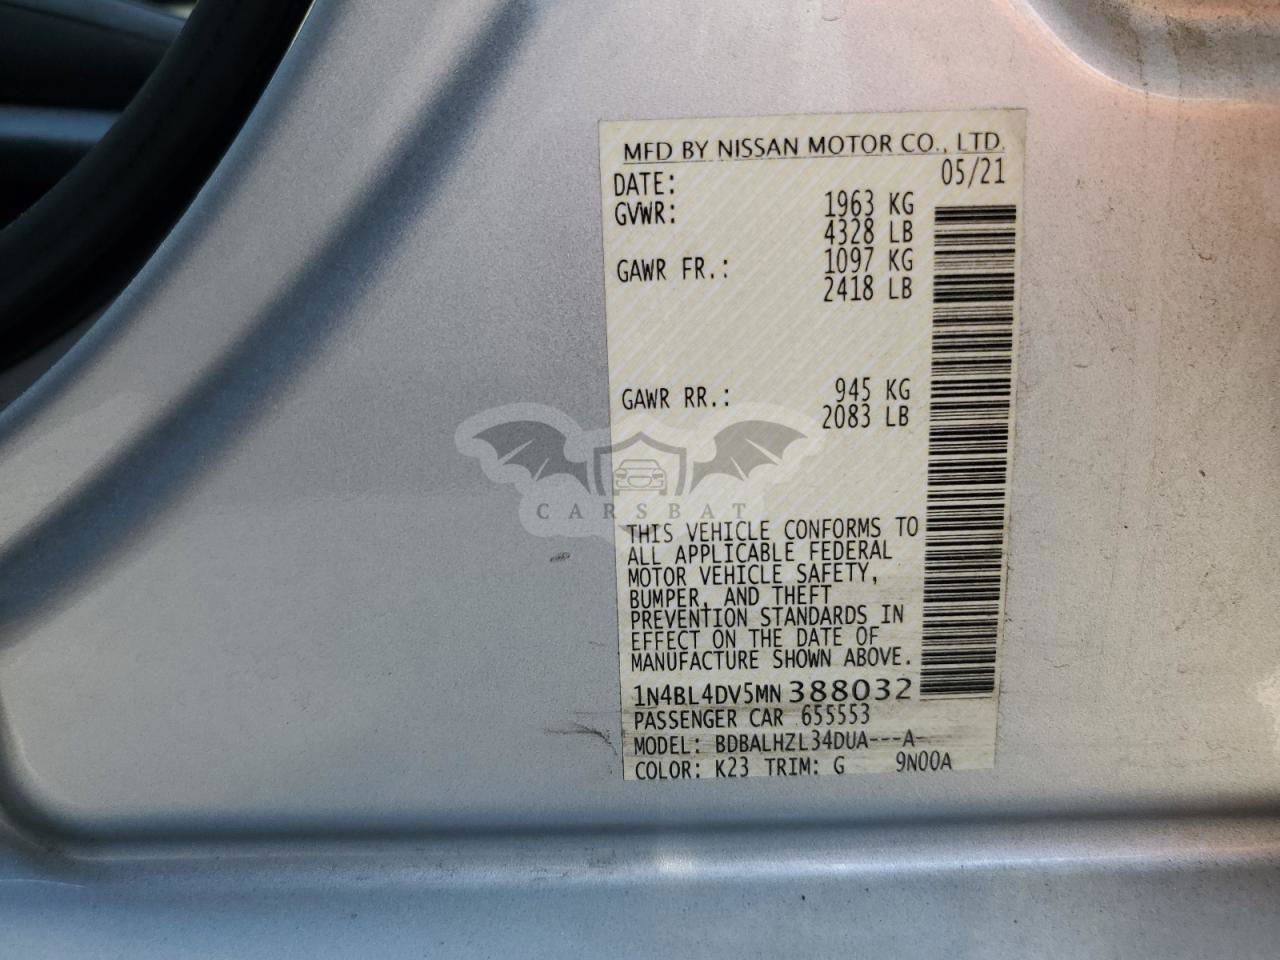 MFD BY NISSAN MOTOR CO., LTD.
DATE: 05/21
GVWR: 1963 KG
4328 LB
GAWR FR.: 1097 KG
2418 LB
GAWR RR.: 945 KG
2083 LB
CARSBAT
THIS VEHICLE CONFORMS TO
ALL APPLICABLE FEDERAL
MOTOR VEHICLE SAFETY,
BUMPER, AND THEFT
PREVENTION STANDARDS IN
EFFECT ON THE DATE OF
MANUFACTURE SHOWN ABOVE.
1N4BL4DV5MN388032
PASSENGER CAR 655553
MODEL: BDBALHZL34DUA---A-
COLOR: K23 TRIM: G 9N00A